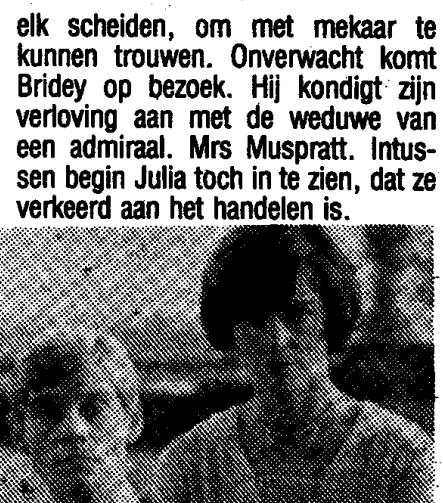 elk scheiden, om met mekaar te
kunnen trouwen. Onverwacht komt
Bridey op bezoek. Hij kondigt zijn
verloving aan met de weduwe van
een admiraal. Mrs Muspratt. Intus-
sen begin Julia toch in te zien, dat ze
verkeerd aan het handelen is.